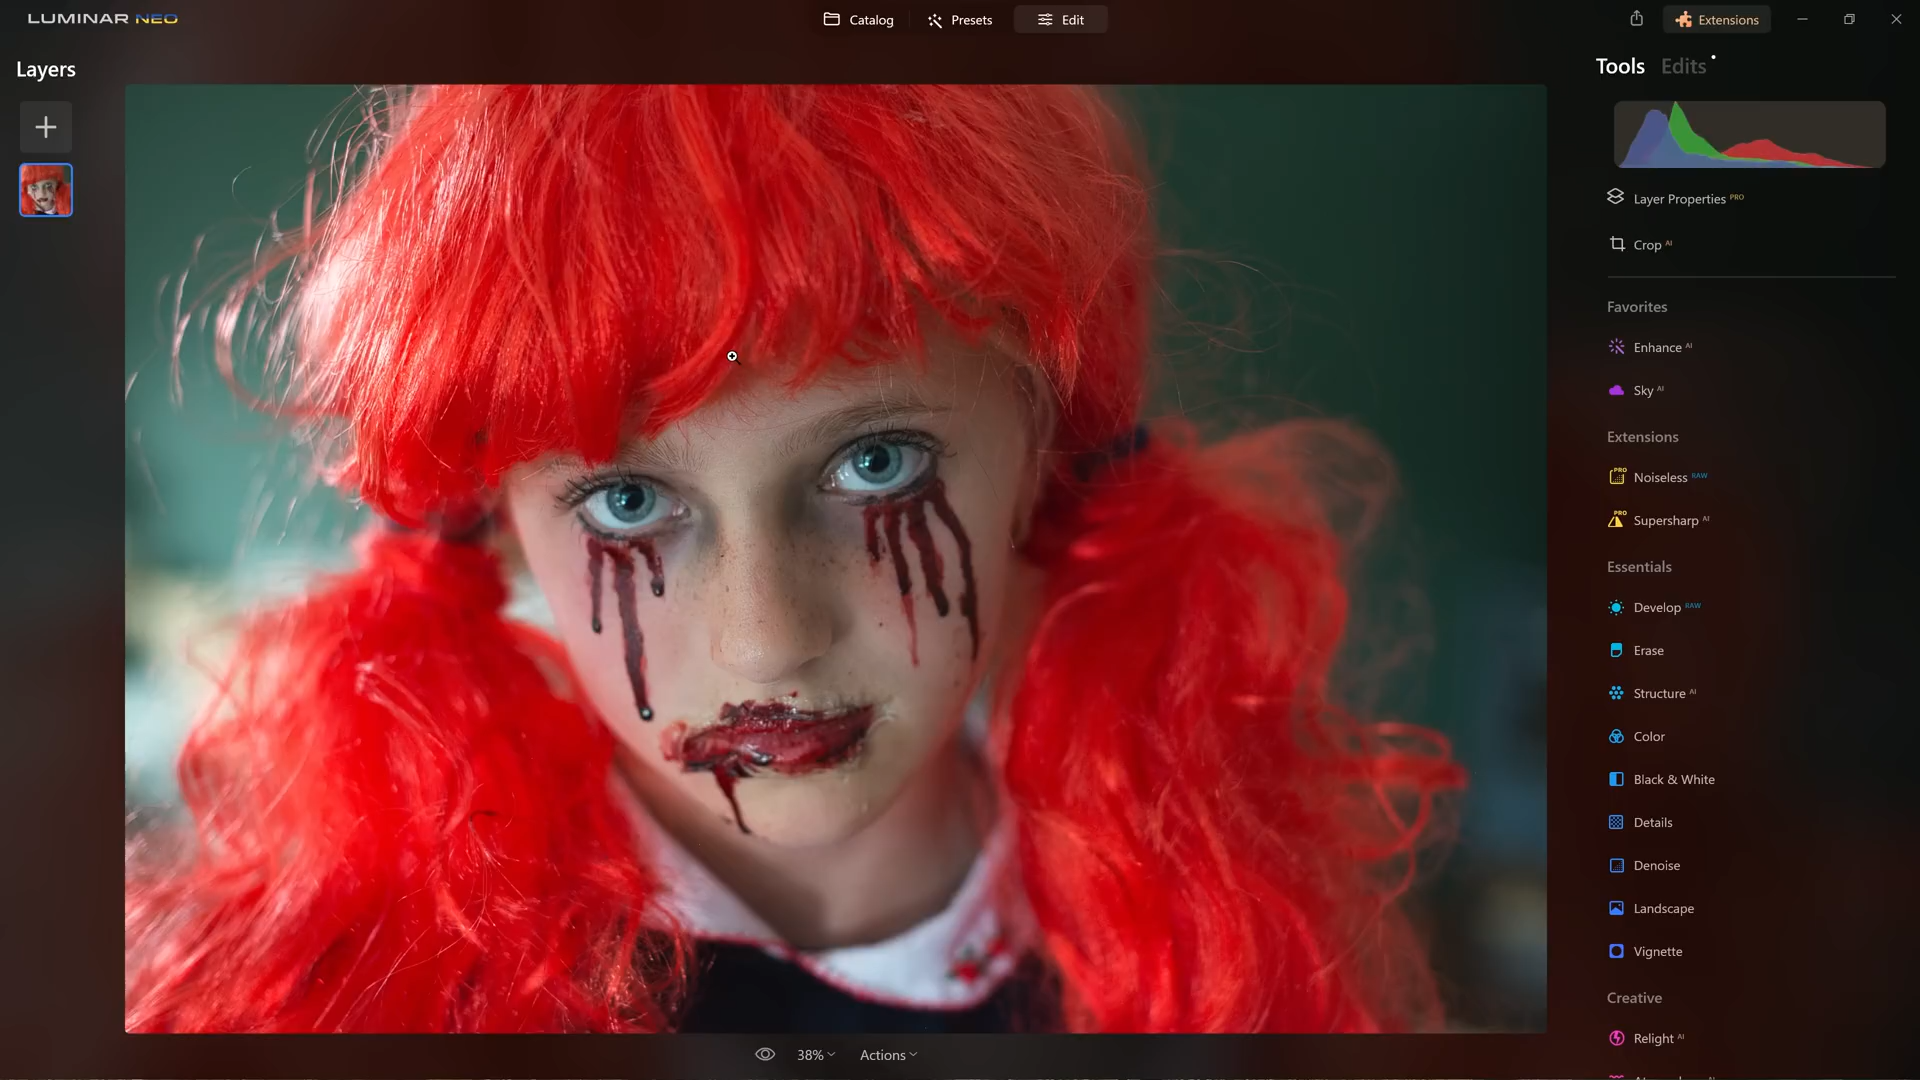 LUMINAR NEO
Catalog
Presets
Edit
Extensions
Layers
Tools
Edits
Layer Properties PRO
Crop AI
Favorites
Enhance AI
Sky AI
Extensions
PRO
Noiseless RAW
PRO
Supersharp AI
Essentials
Develop RAW
Erase
Structure AI
Color
Black & White
Details
Denoise
Landscape
Vignette
Creative
Relight AI
38%
Actions